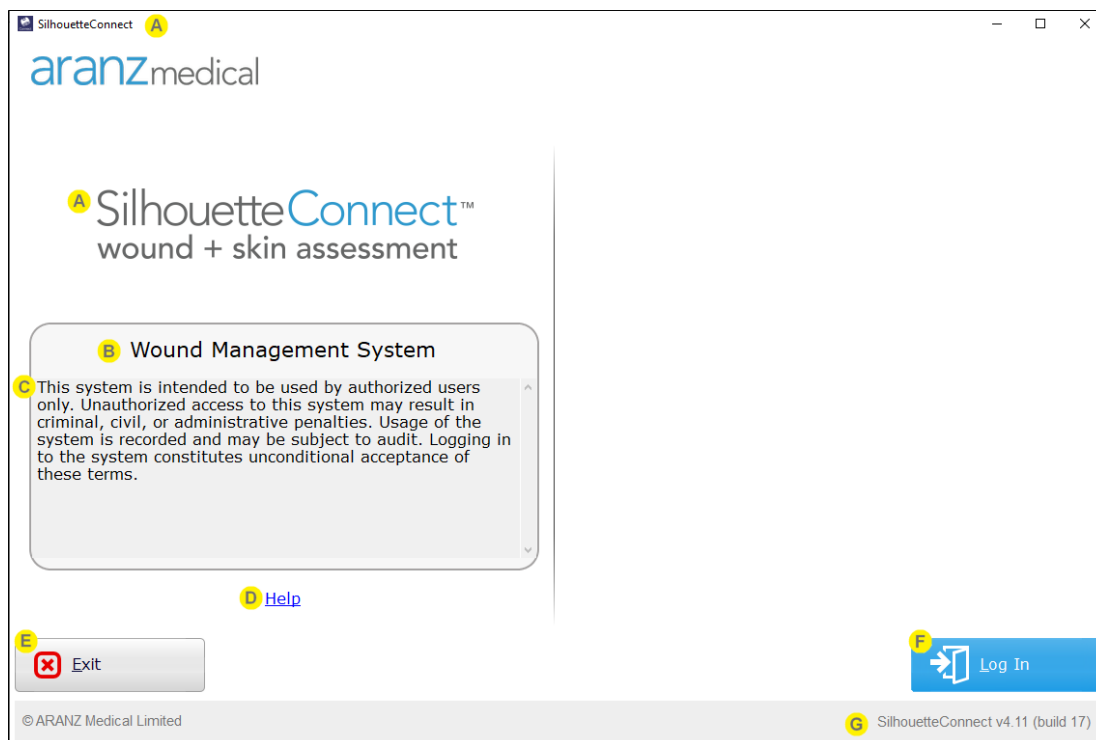 SilhouetteConnect A
aranzmedical
A SilhouetteConnect™
wound + skin assessment
B Wound Management System
C This system is intended to be used by authorized users
only. Unauthorized access to this system may result in
criminal, civil, or administrative penalties. Usage of the
system is recorded and may be subject to audit. Logging in
to the system constitutes unconditional acceptance of
these terms.
D Help
E
Exit
F
Log In
© ARANZ Medical Limited
G SilhouetteConnect v4.11 (build 17)